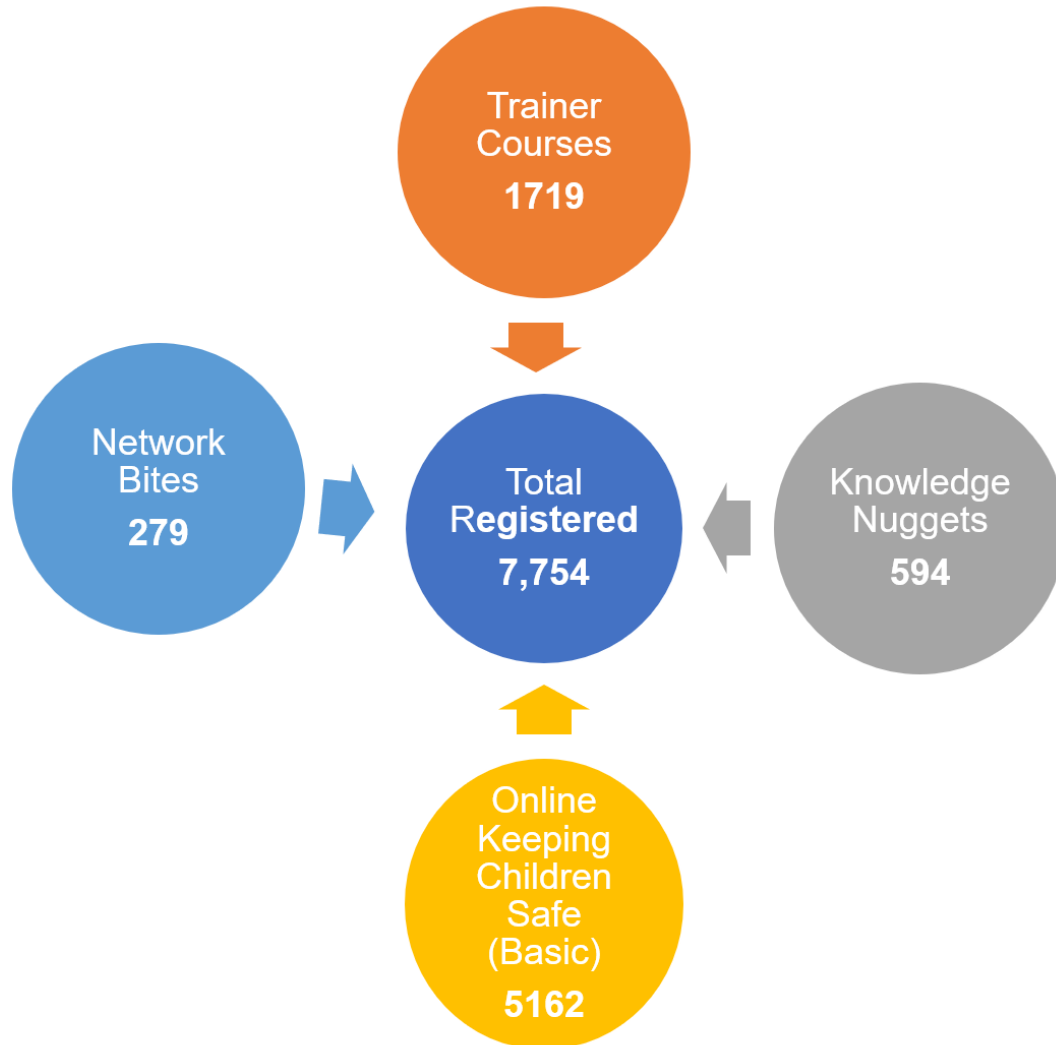 Trainer
Courses
1719
Network
Bites
279
Total
Registered
7,754
Knowledge
Nuggets
594
Online
Keeping
Children
Safe
(Basic)
5162